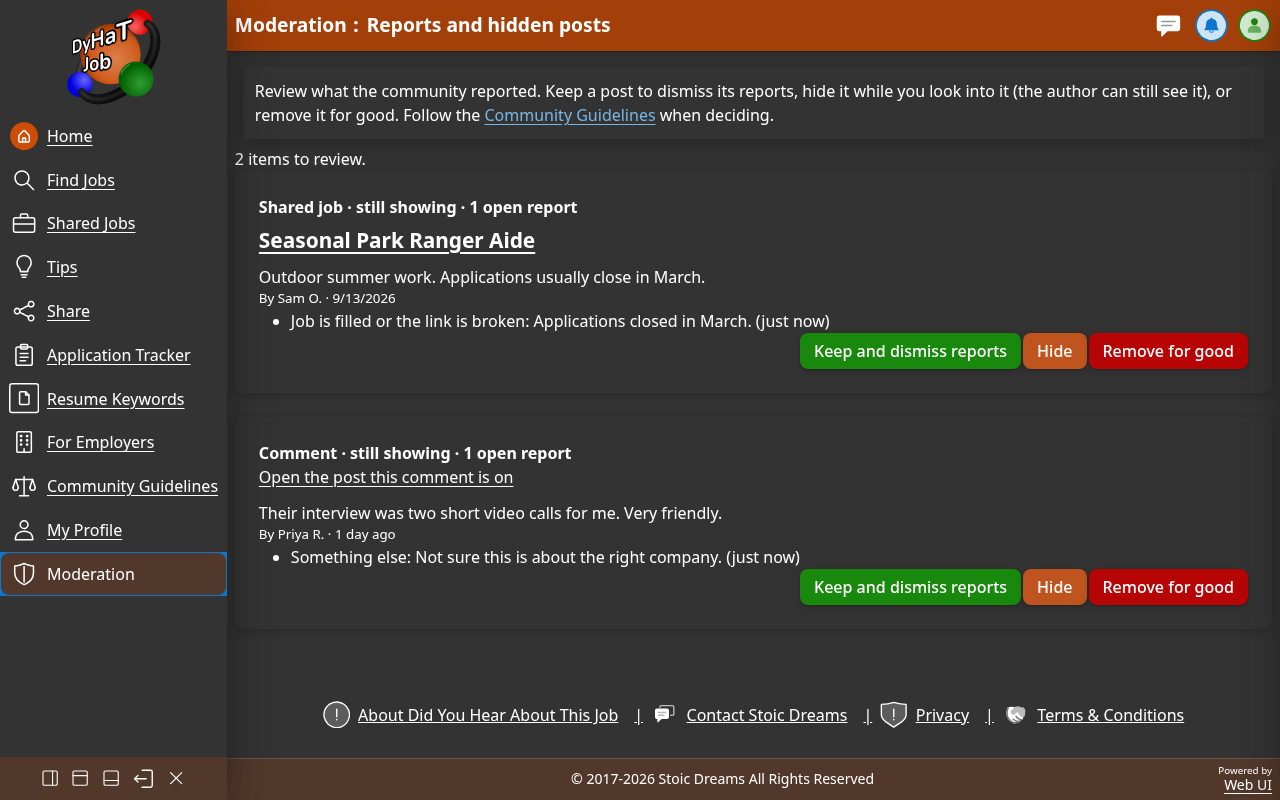 DyHaT
Job
Home
Find Jobs
Shared Jobs
Tips
Share
Application Tracker
Resume Keywords
For Employers
Community Guidelines
My Profile
Moderation
Moderation : Reports and hidden posts
Review what the community reported. Keep a post to dismiss its reports, hide it while you look into it (the author can still see it), or
remove it for good. Follow the Community Guidelines when deciding.
2 items to review.
Shared job · still showing · 1 open report
Seasonal Park Ranger Aide
Outdoor summer work. Applications usually close in March.
By Sam O. · 9/13/2026
• Job is filled or the link is broken: Applications closed in March. (just now)
Keep and dismiss reports Hide Remove for good
Comment · still showing · 1 open report
Open the post this comment is on
Their interview was two short video calls for me. Very friendly.
By Priya R. · 1 day ago
• Something else: Not sure this is about the right company. (just now)
Keep and dismiss reports Hide Remove for good
! About Did You Hear About This Job | Contact Stoic Dreams | ! Privacy | Terms & Conditions
© 2017-2026 Stoic Dreams All Rights Reserved
Powered by
Web UI